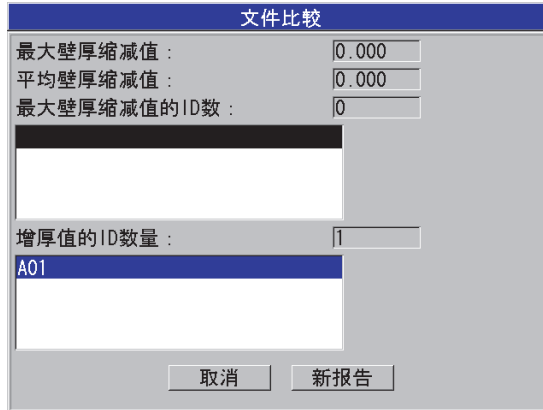 文件比较
最大壁厚缩减值： 0.000
平均壁厚缩减值： 0.000
最大壁厚缩减值的ID数： 0
增厚值的ID数量： 1
A01
取消 新报告